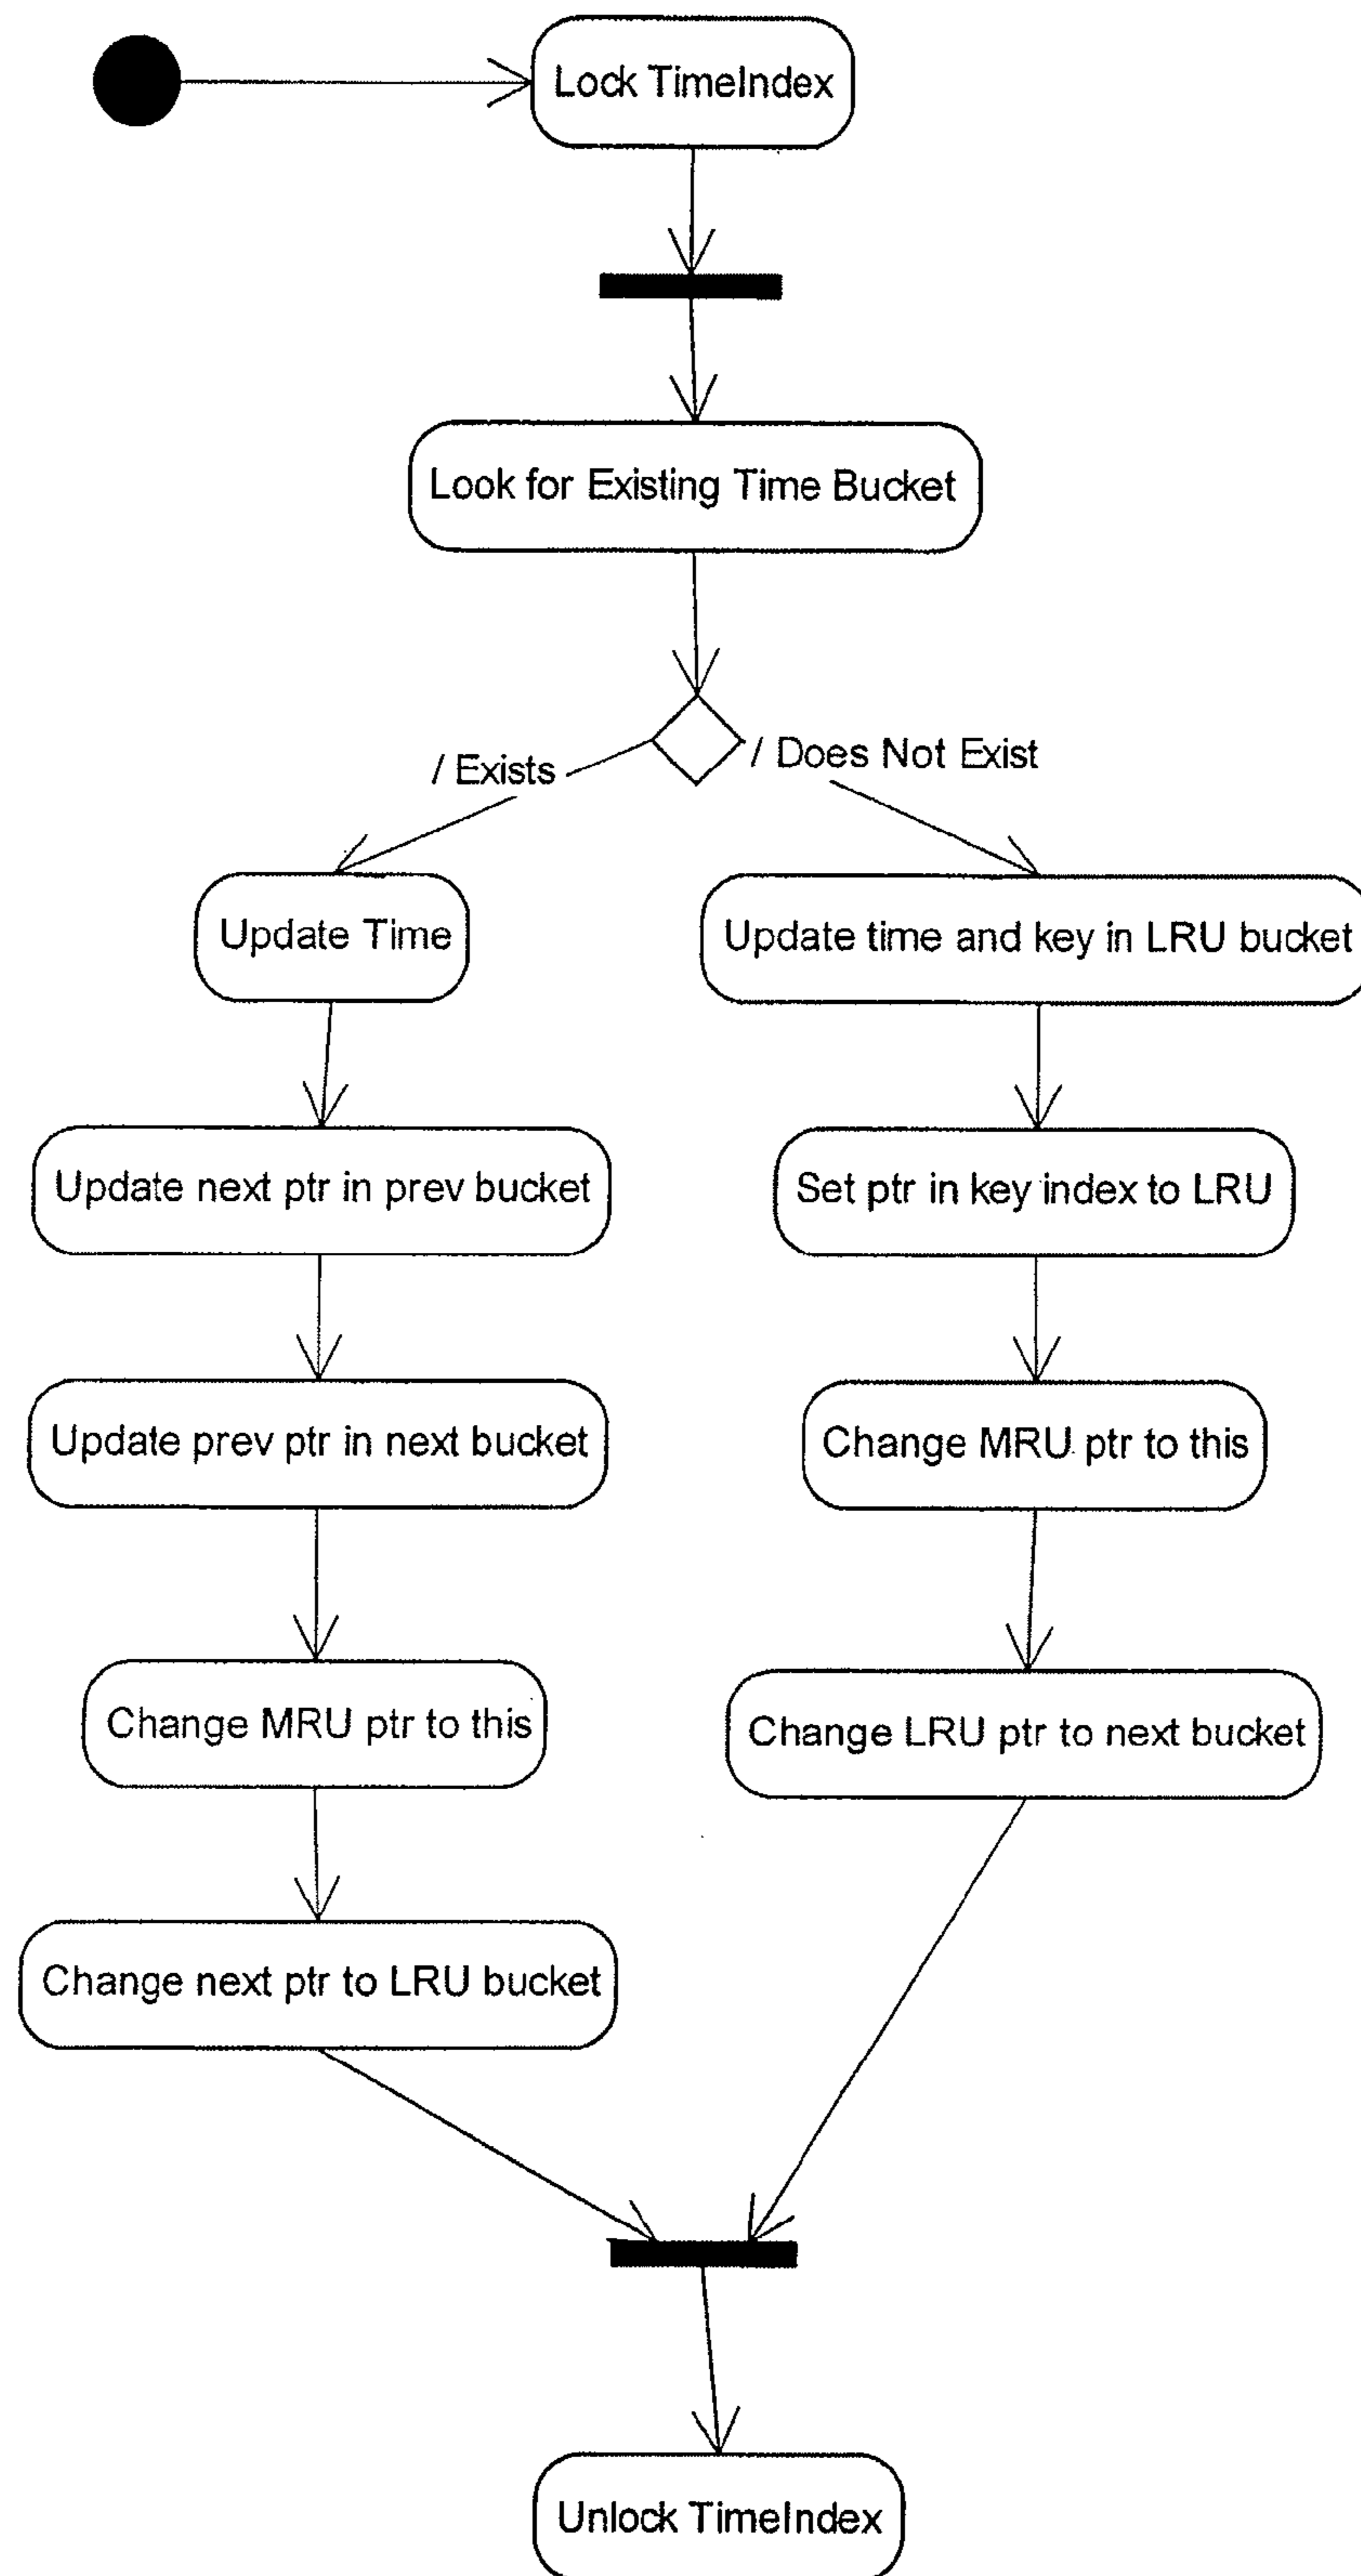 Lock TimeIndex
Look for Existing Time Bucket
/ Exists
/ Does Not Exist
Update Time
Update time and key in LRU bucket
Update next ptr in prev bucket
Set ptr in key index to LRU
Update prev ptr in next bucket
Change MRU ptr to this
Change MRU ptr to this
Change LRU ptr to next bucket
Change next ptr to LRU bucket
Unlock TimeIndex